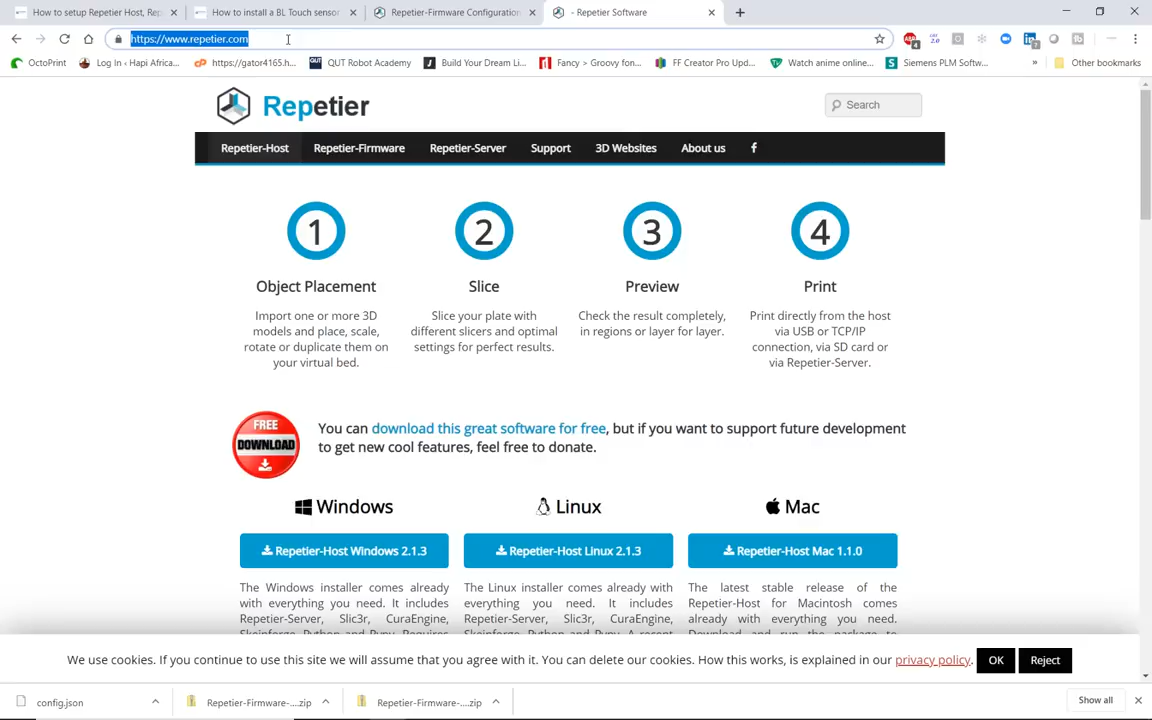 How to setup Repetier Host, Rep
How to install a BL Touch sensor
Repetier-Firmware Configuration
- Repetier Software
https://www.repetier.com
OctoPrint
Log In ‹ Hapi Africa...
https://gator4165.h...
QUT Robot Academy
Build Your Dream Li...
Fancy > Groovy fon...
FF Creator Pro Upd...
Watch anime online...
Siemens PLM Softw...
»
Other bookmarks
Repetier
Search
Repetier-Host
Repetier-Firmware
Repetier-Server
Support
3D Websites
About us
f
1
2
3
4
Object Placement
Slice
Preview
Print
Import one or more 3D
models and place, scale,
rotate or duplicate them on
your virtual bed.
Slice your plate with
different slicers and optimal
settings for perfect results.
Check the result completely,
in regions or layer for layer.
Print directly from the host
via USB or TCP/IP
connection, via SD card or
via Repetier-Server.
FREE
DOWNLOAD
You can download this great software for free, but if you want to support future development
to get new cool features, feel free to donate.
Windows
Linux
Mac
Repetier-Host Windows 2.1.3
Repetier-Host Linux 2.1.3
Repetier-Host Mac 1.1.0
The Windows installer comes already
with everything you need. It includes
Repetier-Server, Slic3r, CuraEngine,
Skeinforge, Python and Pypy. Requires
The Linux installer comes already with
everything you need. It includes
Repetier-Server, Slic3r, CuraEngine,
Skeinforge, Python and Pypy. A recent
The latest stable release of the
Repetier-Host for Macintosh comes
already with everything you need.
Download and run the package to
We use cookies. If you continue to use this site we will assume that you agree with it. You can delete our cookies. How this works, is explained in our privacy policy.
OK
Reject
config.json
Repetier-Firmware-....zip
Repetier-Firmware-....zip
Show all